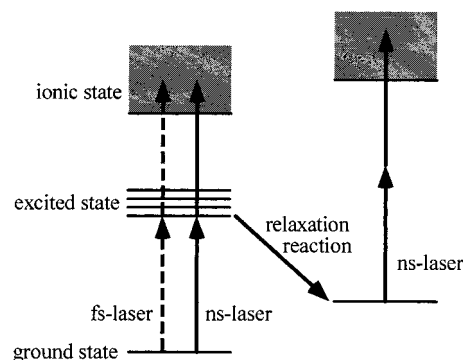 ionic state
excited state
relaxation
reaction
fs-laser
ns-laser
ns-laser
ground state